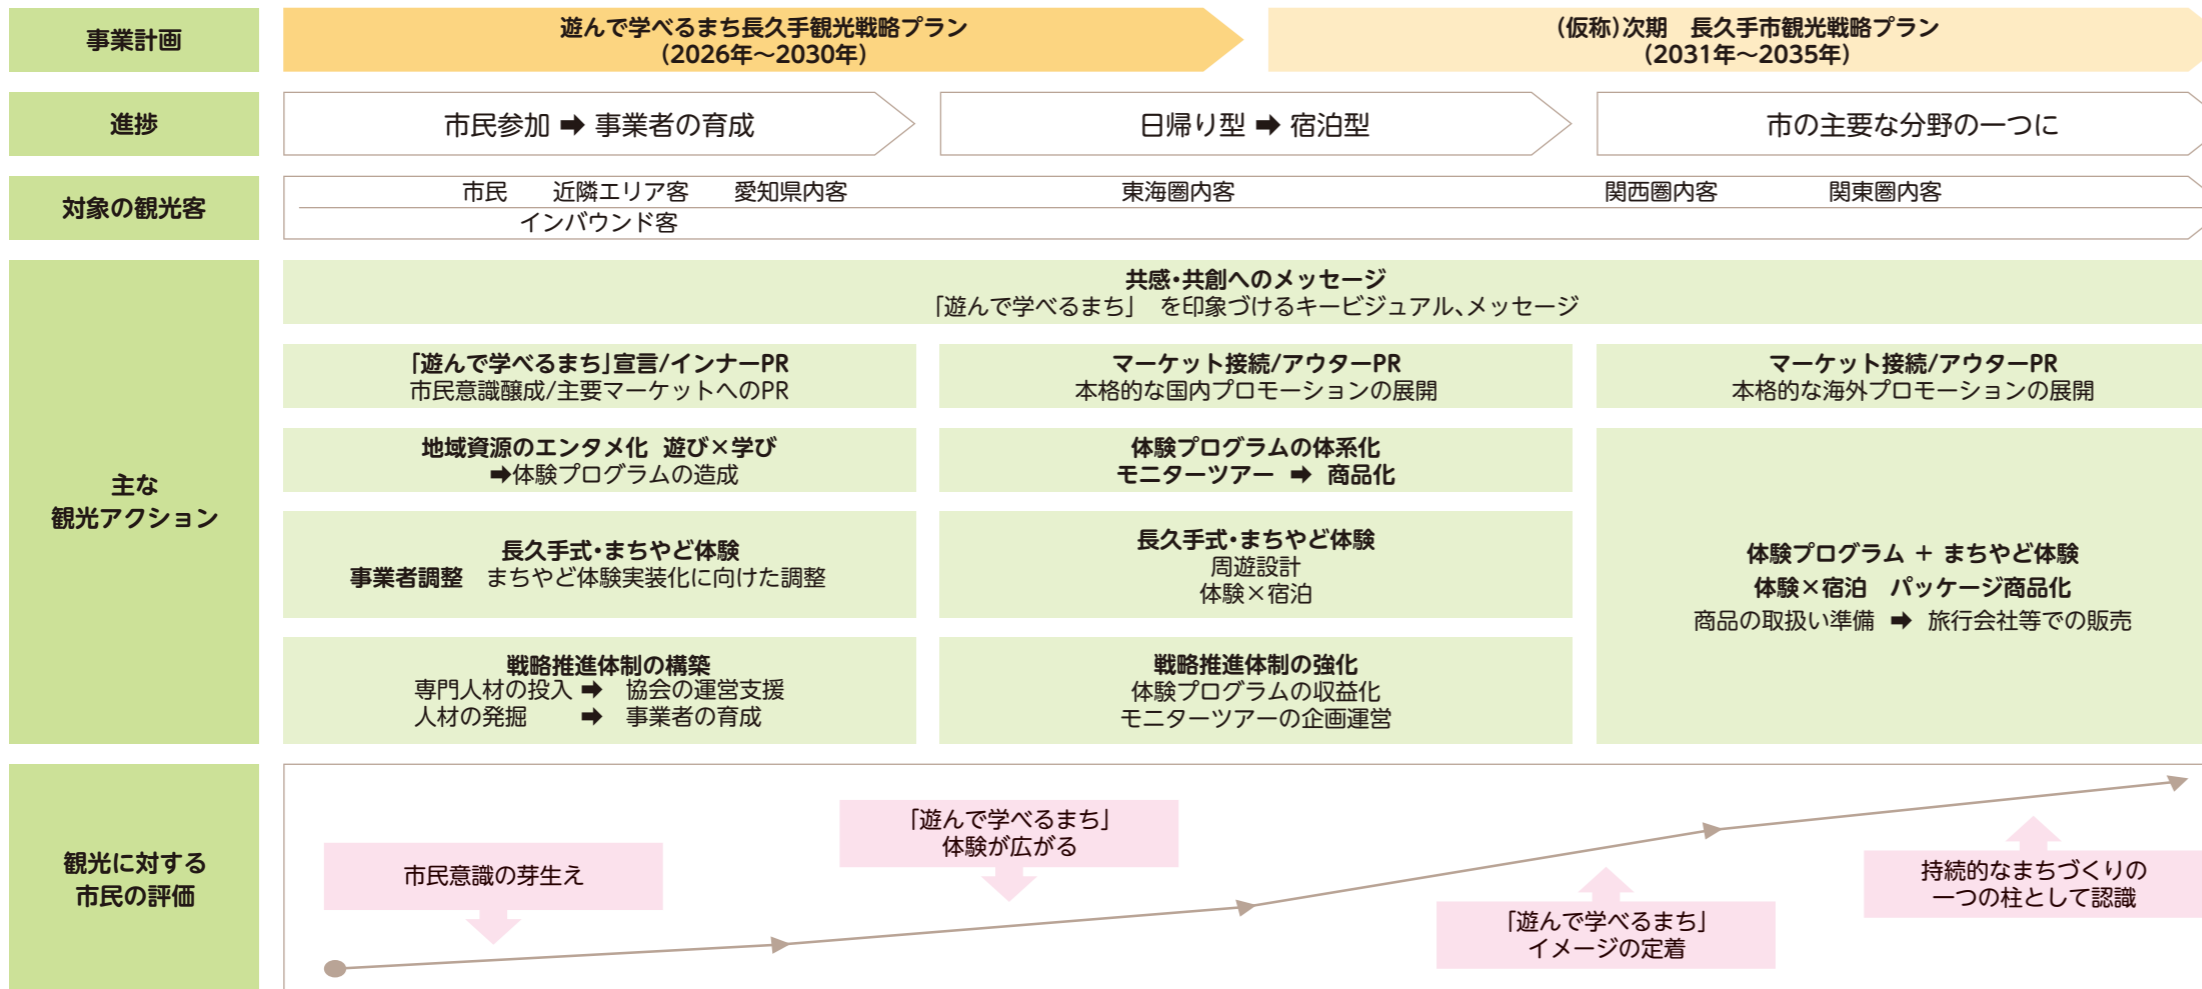 事業計画
遊んで学べるまち長久手観光戦略プラン
(2026年～2030年)
(仮称)次期　長久手市観光戦略プラン
(2031年～2035年)
進捗
市民参加 ➡ 事業者の育成
日帰り型 ➡ 宿泊型
市の主要な分野の一つに
対象の観光客
市民　近隣エリア客　愛知県内客　東海圏内客　関西圏内客　関東圏内客
インバウンド客
主な
観光アクション
共感・共創へのメッセージ
「遊んで学べるまち」　を印象づけるキービジュアル、メッセージ
「遊んで学べるまち」宣言/インナーPR
市民意識醸成/主要マーケットへのPR
マーケット接続/アウターPR
本格的な国内プロモーションの展開
マーケット接続/アウターPR
本格的な海外プロモーションの展開
地域資源のエンタメ化　遊び×学び
➡体験プログラムの造成
体験プログラムの体系化
モニターツアー ➡ 商品化
長久手式・まちやど体験
事業者調整　まちやど体験実装化に向けた調整
長久手式・まちやど体験
周遊設計
体験×宿泊
体験プログラム ＋ まちやど体験
体験×宿泊　パッケージ商品化
商品の取扱い準備 ➡ 旅行会社等での販売
戦略推進体制の構築
専門人材の投入 ➡ 協会の運営支援
人材の発掘 ➡ 事業者の育成
戦略推進体制の強化
体験プログラムの収益化
モニターツアーの企画運営
観光に対する
市民の評価
市民意識の芽生え
「遊んで学べるまち」
体験が広がる
「遊んで学べるまち」
イメージの定着
持続的なまちづくりの
一つの柱として認識